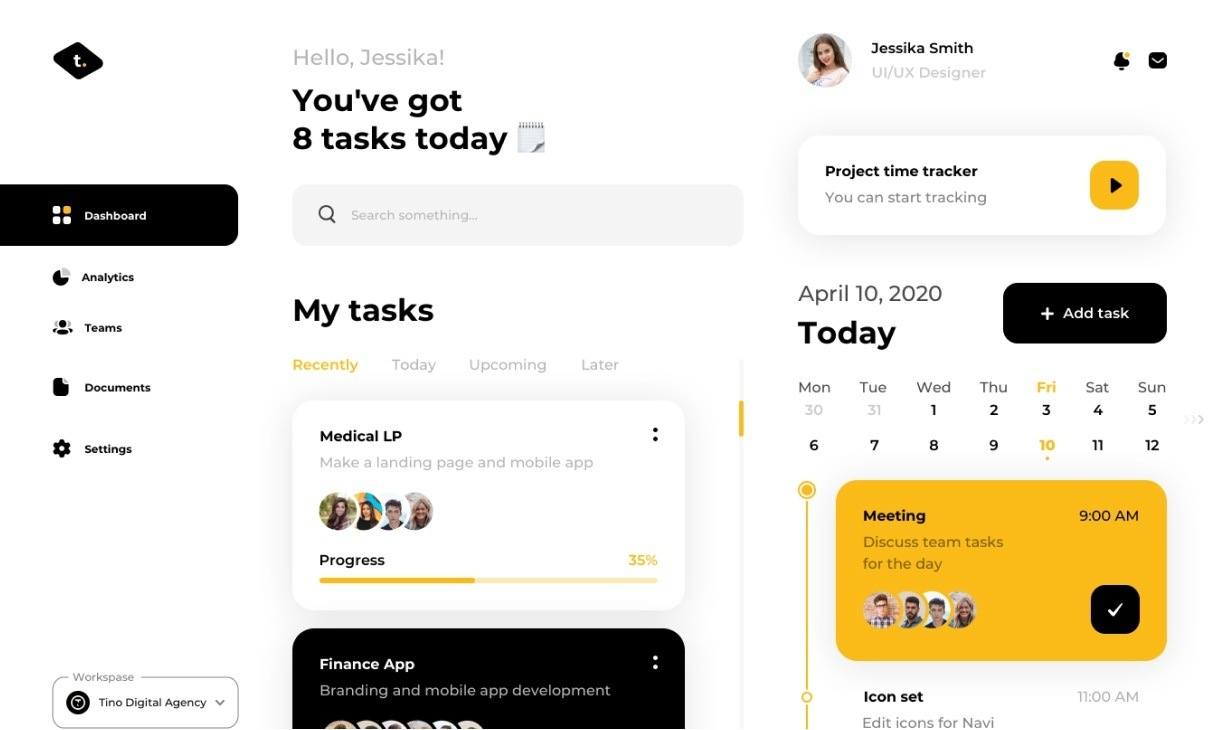 t.
Dashboard
Analytics
Teams
Documents
Settings
Workspase
Tino Digital Agency
Hello, Jessika!
You've got
8 tasks today
Search something...
My tasks
Recently Today Upcoming Later
Medical LP
Make a landing page and mobile app
Progress 35%
Finance App
Branding and mobile app development
Jessika Smith
UI/UX Designer
Project time tracker
You can start tracking
April 10, 2020
Today
+ Add task
Mon Tue Wed Thu Fri Sat Sun
30 31 1 2 3 4 5
6 7 8 9 10 11 12
Meeting 9:00 AM
Discuss team tasks
for the day
Icon set 11:00 AM
Edit icons for Navi